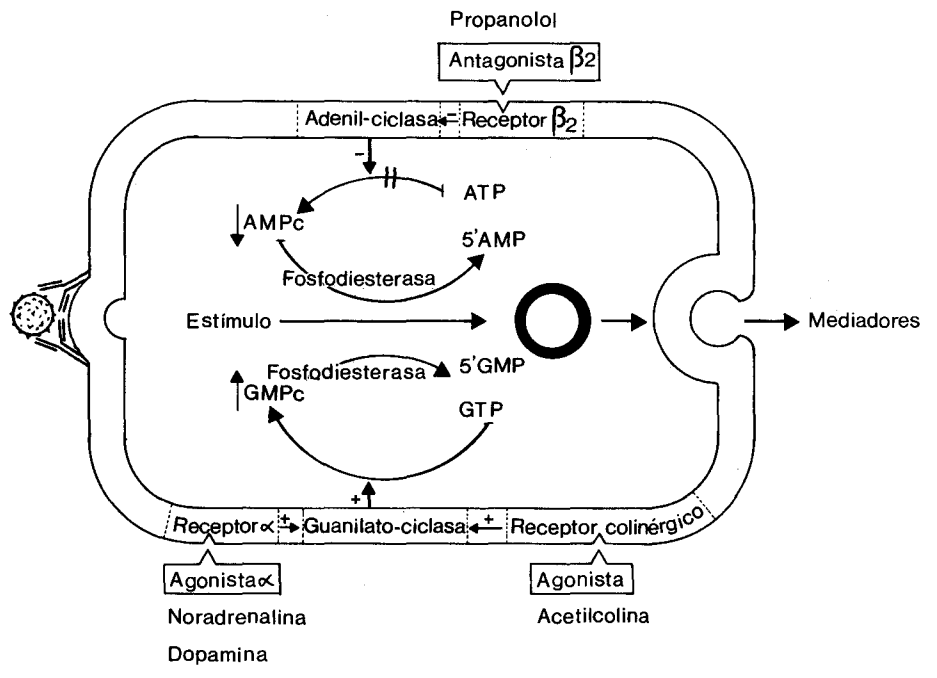 Propanolol
Antagonista β2
Adenil-ciclasa = Receptor β2
−
ATP
↓ AMPc
5'AMP
Fosfodiesterasa
Estímulo
Mediadores
Fosfodiesterasa
5'GMP
↑ GMPc
GTP
+
Receptor ∝ + Guanilato-ciclasa + Receptor colinérgico
Agonista ∝
Agonista
Noradrenalina
Acetilcolina
Dopamina